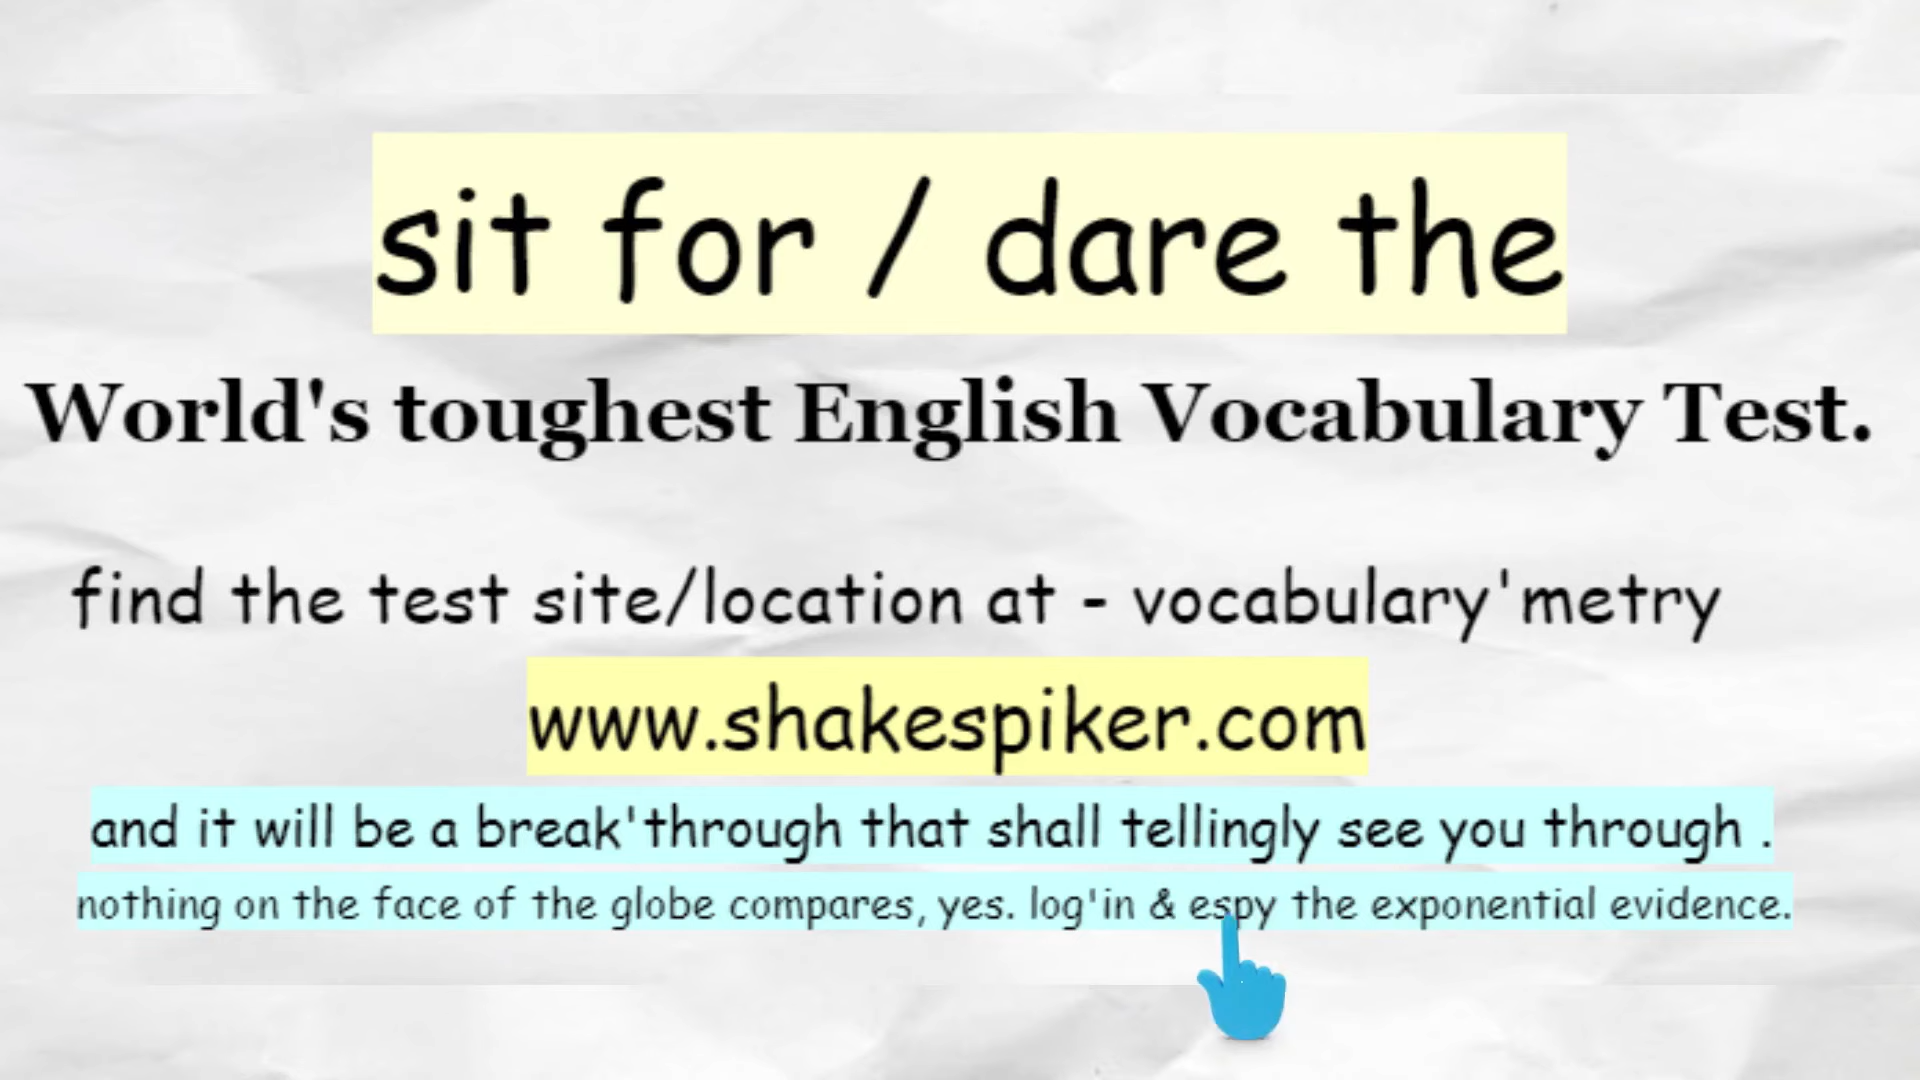 sit for / dare the
World's toughest English Vocabulary Test.
find the test site/location at - vocabulary'metry
www.shakespiker.com
and it will be a break'through that shall tellingly see you through .
nothing on the face of the globe compares, yes. log'in & espy the exponential evidence.